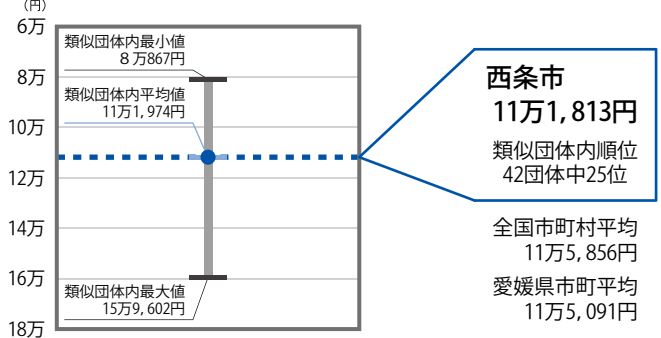 (円)
6万
8万
10万
12万
14万
16万
18万
類似団体内最小値
8万867円
類似団体内平均値
11万1,974円
類似団体内最大値
15万9,602円
西条市
11万1,813円
類似団体内順位
42団体中25位
全国市町村平均
11万5,856円
愛媛県市町平均
11万5,091円